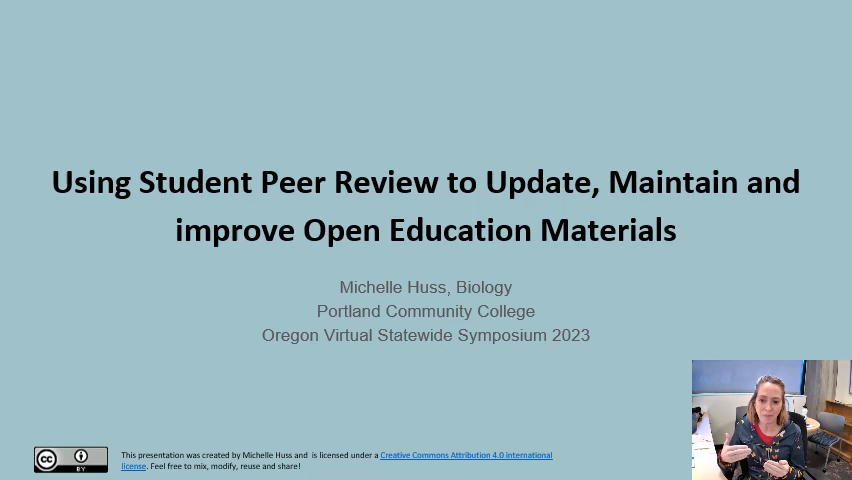 Using Student Peer Review to Update, Maintain and
improve Open Education Materials
Michelle Huss, Biology
Portland Community College
Oregon Virtual Statewide Symposium 2023
cc
BY
This presentation was created by Michelle Huss and  is licensed under a Creative Commons Attribution 4.0 international
license. Feel free to mix, modify, reuse and share!